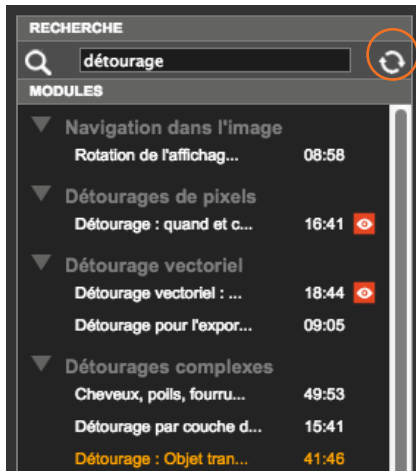 RECHERCHE
détourage
MODULES
Navigation dans l'image
Rotation de l'affichag... 08:58
Détourages de pixels
Détourage : quand et c... 16:41
Détourage vectoriel
Détourage vectoriel : ... 18:44
Détourage pour l'expor... 09:05
Détourages complexes
Cheveux, poils, fourru... 49:53
Détourage par couche d... 15:41
Détourage : Objet tran... 41:46